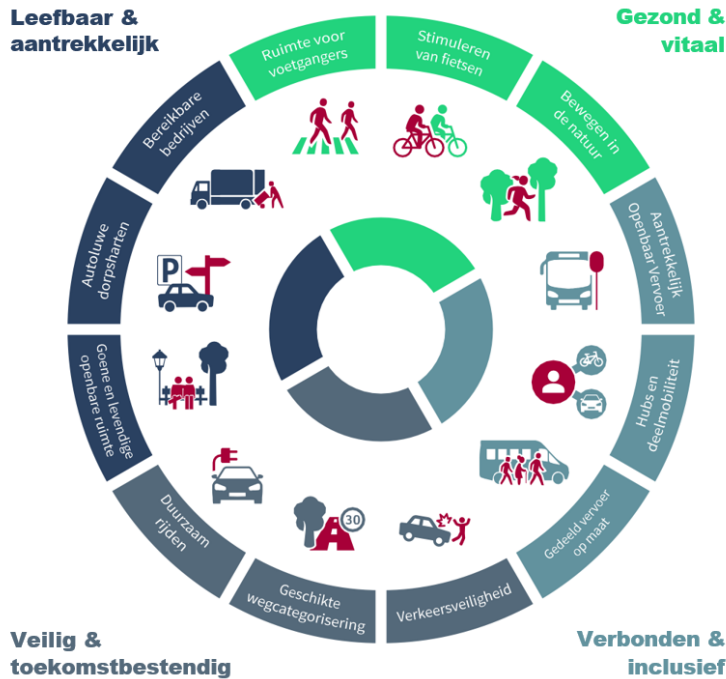 Leefbaar &
aantrekkelijk
Gezond &
vitaal
Ruimte voor
voetgangers
Stimuleren
van fietsen
Bewegen in
de natuur
Aantrekkelijk
Openbaar Vervoer
Hubs en
deelmobiliteit
Gedeeld vervoer
op maat
Verkeersveiligheid
Geschikte
wegcategorisering
Duurzaam
rijden
Goene en levendige
openbare ruimte
Autoluwe
dorpsharten
Bereikbare
bedrijven
P
30
Veilig &
toekomstbestendig
Verbonden &
inclusief